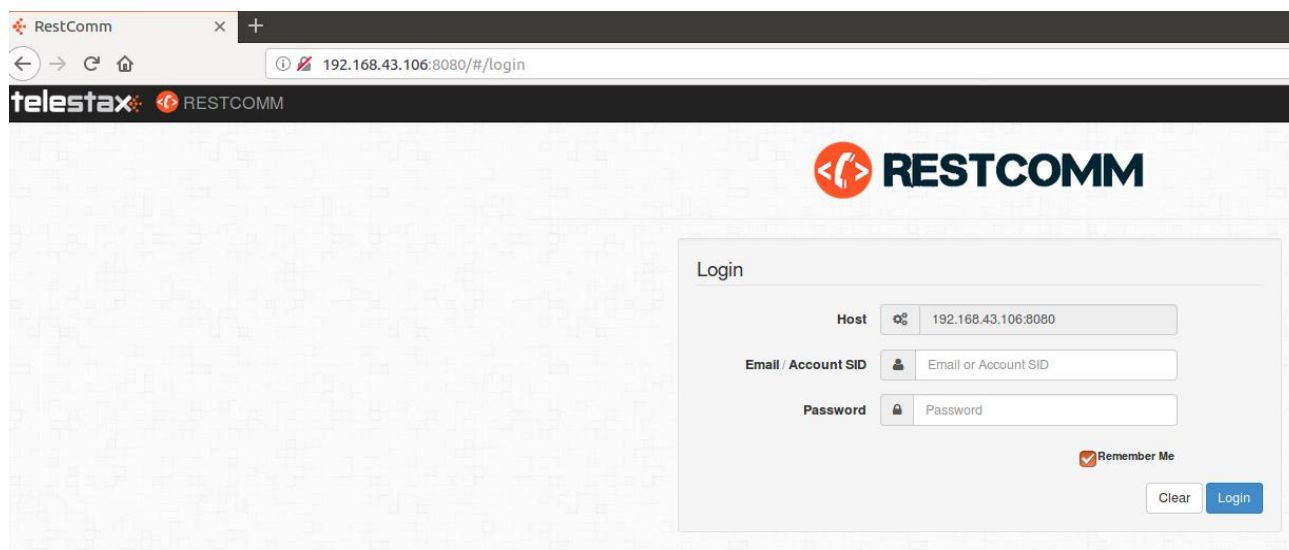 RestComm
192.168.43.106:8080/#/login
telestax RESTCOMM
RESTCOMM
Login
Host 192.168.43.106:8080
Email / Account SID Email or Account SID
Password Password
Remember Me
Clear Login